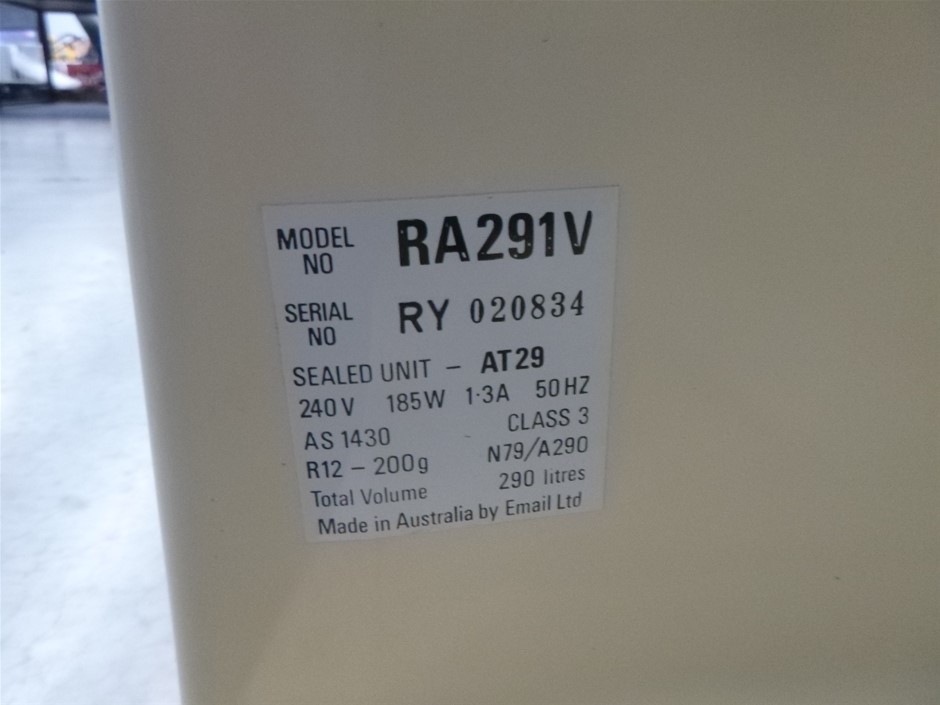 MODEL NO RA291V
SERIAL NO RY 020834
SEALED UNIT – AT29
240V 185W 1·3A 50HZ
AS 1430 CLASS 3
R12 – 200g N79/A290
Total Volume 290 litres
Made in Australia by Email Ltd